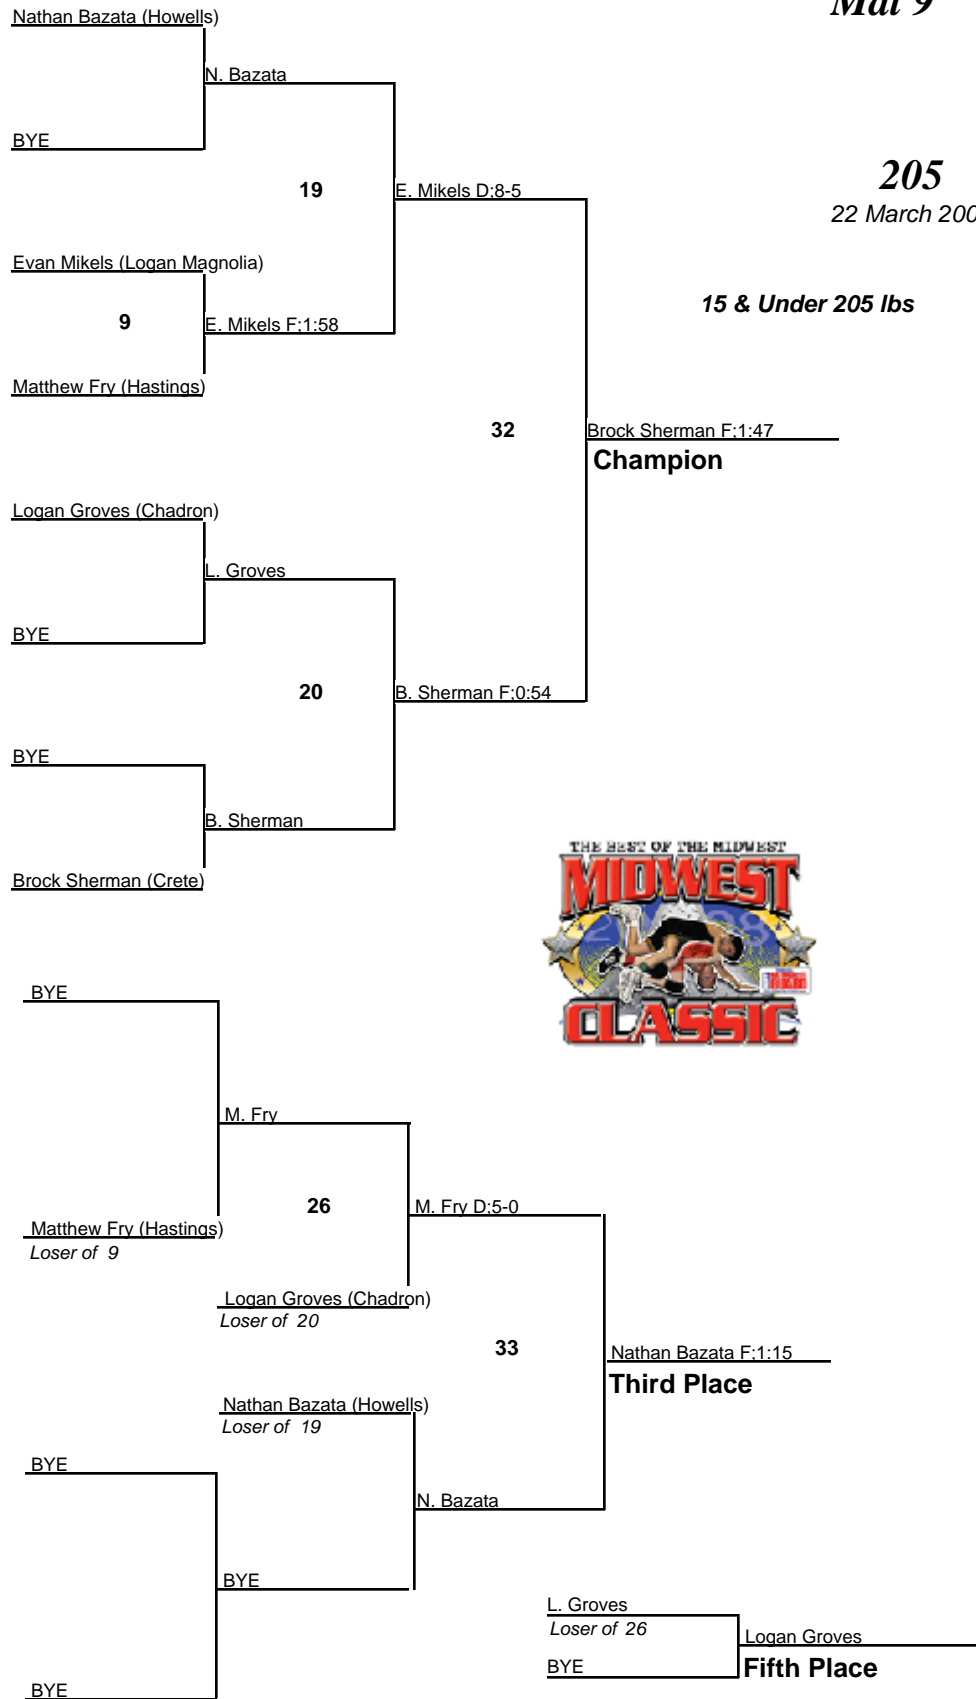 Mat 9
Nathan Bazata (Howells)
N. Bazata
BYE
205
22 March 200
19
E. Mikels D;8-5
Evan Mikels (Logan Magnolia)
15 & Under 205 lbs
9
E. Mikels F;1:58
Matthew Fry (Hastings)
32
Brock Sherman F;1:47
Champion
Logan Groves (Chadron)
L. Groves
BYE
20
B. Sherman F;0:54
BYE
B. Sherman
Brock Sherman (Crete)
THE BEST OF THE MIDWEST
MIDWEST
CLASSIC
BYE
M. Fry
26
M. Fry D;5-0
Matthew Fry (Hastings)
Loser of 9
Logan Groves (Chadron)
Loser of 20
33
Nathan Bazata F;1:15
Third Place
Nathan Bazata (Howells)
Loser of 19
BYE
N. Bazata
BYE
L. Groves
Loser of 26
Logan Groves
BYE
Fifth Place
BYE